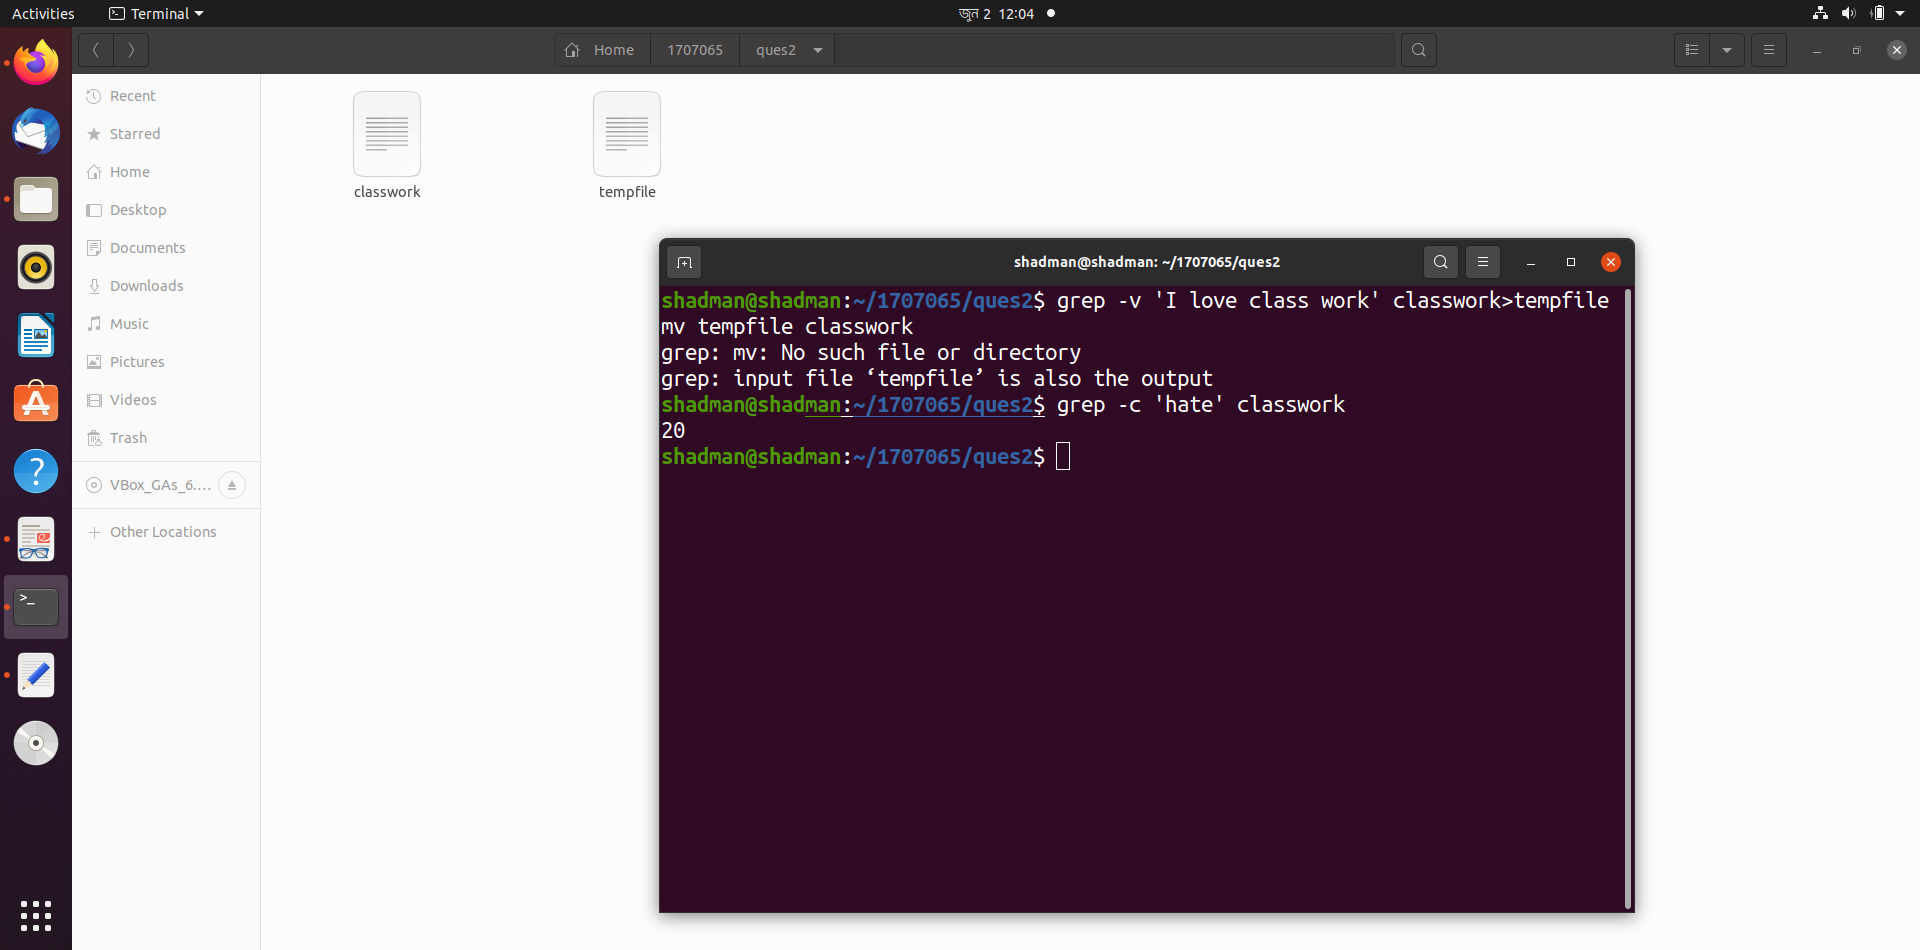 Activities
Terminal
জুন 2 12:04
Home
1707065
ques2
Recent
Starred
Home
Desktop
Documents
Downloads
Music
Pictures
Videos
Trash
VBox_GAs_6....
Other Locations
classwork
tempfile
shadman@shadman: ~/1707065/ques2
shadman@shadman:~/1707065/ques2$ grep -v 'I love class work' classwork>tempfile
mv tempfile classwork
grep: mv: No such file or directory
grep: input file ‘tempfile’ is also the output
shadman@shadman:~/1707065/ques2$ grep -c 'hate' classwork
20
shadman@shadman:~/1707065/ques2$